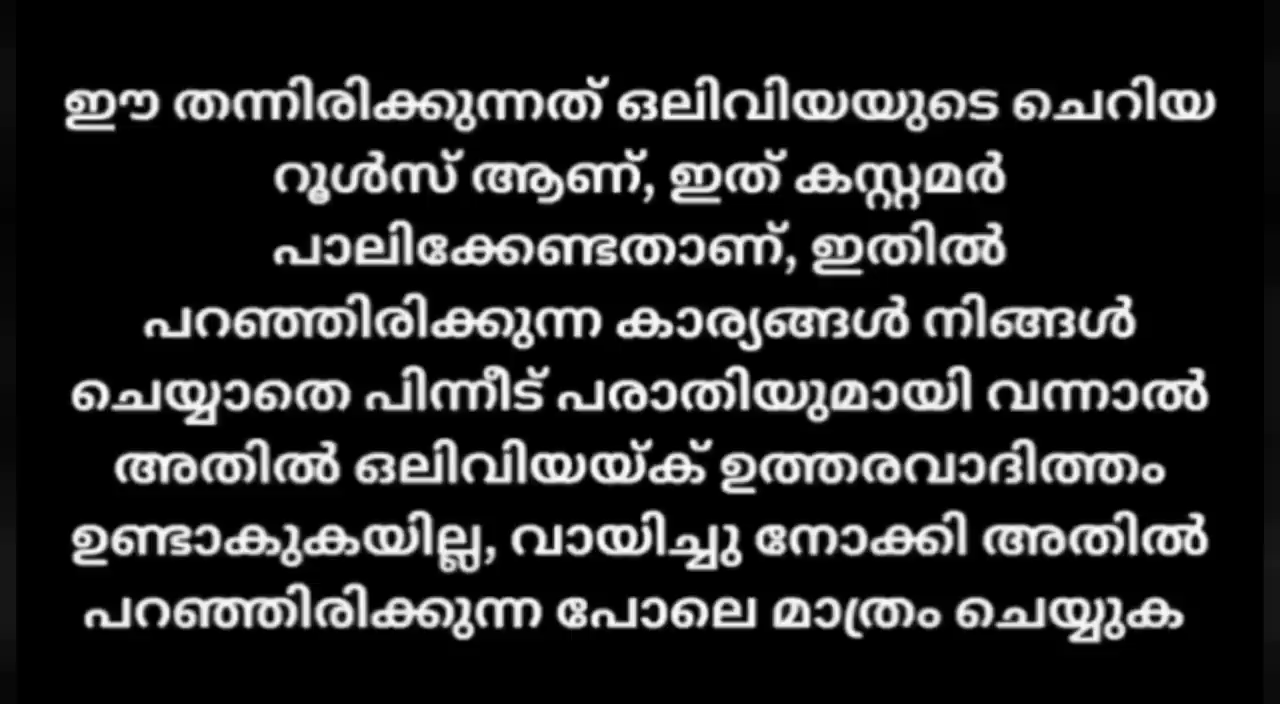 ഈ തന്നിരിക്കുന്നത് ഒലിവിയയുടെ ചെറിയ
റൂൾസ് ആണ്, ഇത് കസ്റ്റമർ
പാലിക്കേണ്ടതാണ്, ഇതിൽ
പറഞ്ഞിരിക്കുന്ന കാര്യങ്ങൾ നിങ്ങൾ
ചെയ്യാതെ പിന്നീട് പരാതിയുമായി വന്നാൽ
അതിൽ ഒലിവിയയ്ക് ഉത്തരവാദിത്തം
ഉണ്ടാകുകയില്ല, വായിച്ചു നോക്കി അതിൽ
പറഞ്ഞിരിക്കുന്ന പോലെ മാത്രം ചെയ്യുക